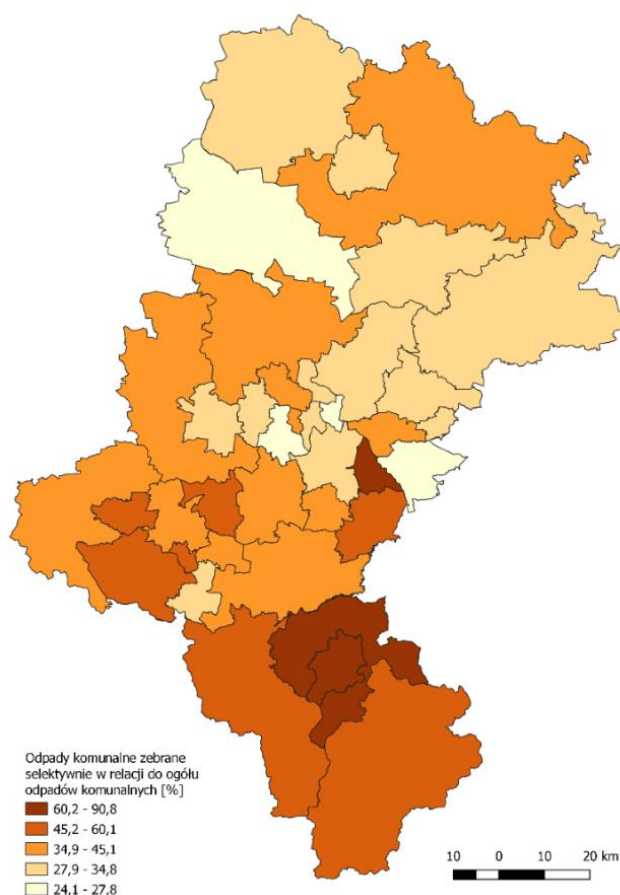 Odpady komunalne zebrane
selektywnie w relacji do ogółu
odpadów komunalnych [%]
60,2 - 90,8
45,2 - 60,1
34,9 - 45,1
27,9 - 34,8
24,1 - 27,8
10 0 10 20 km